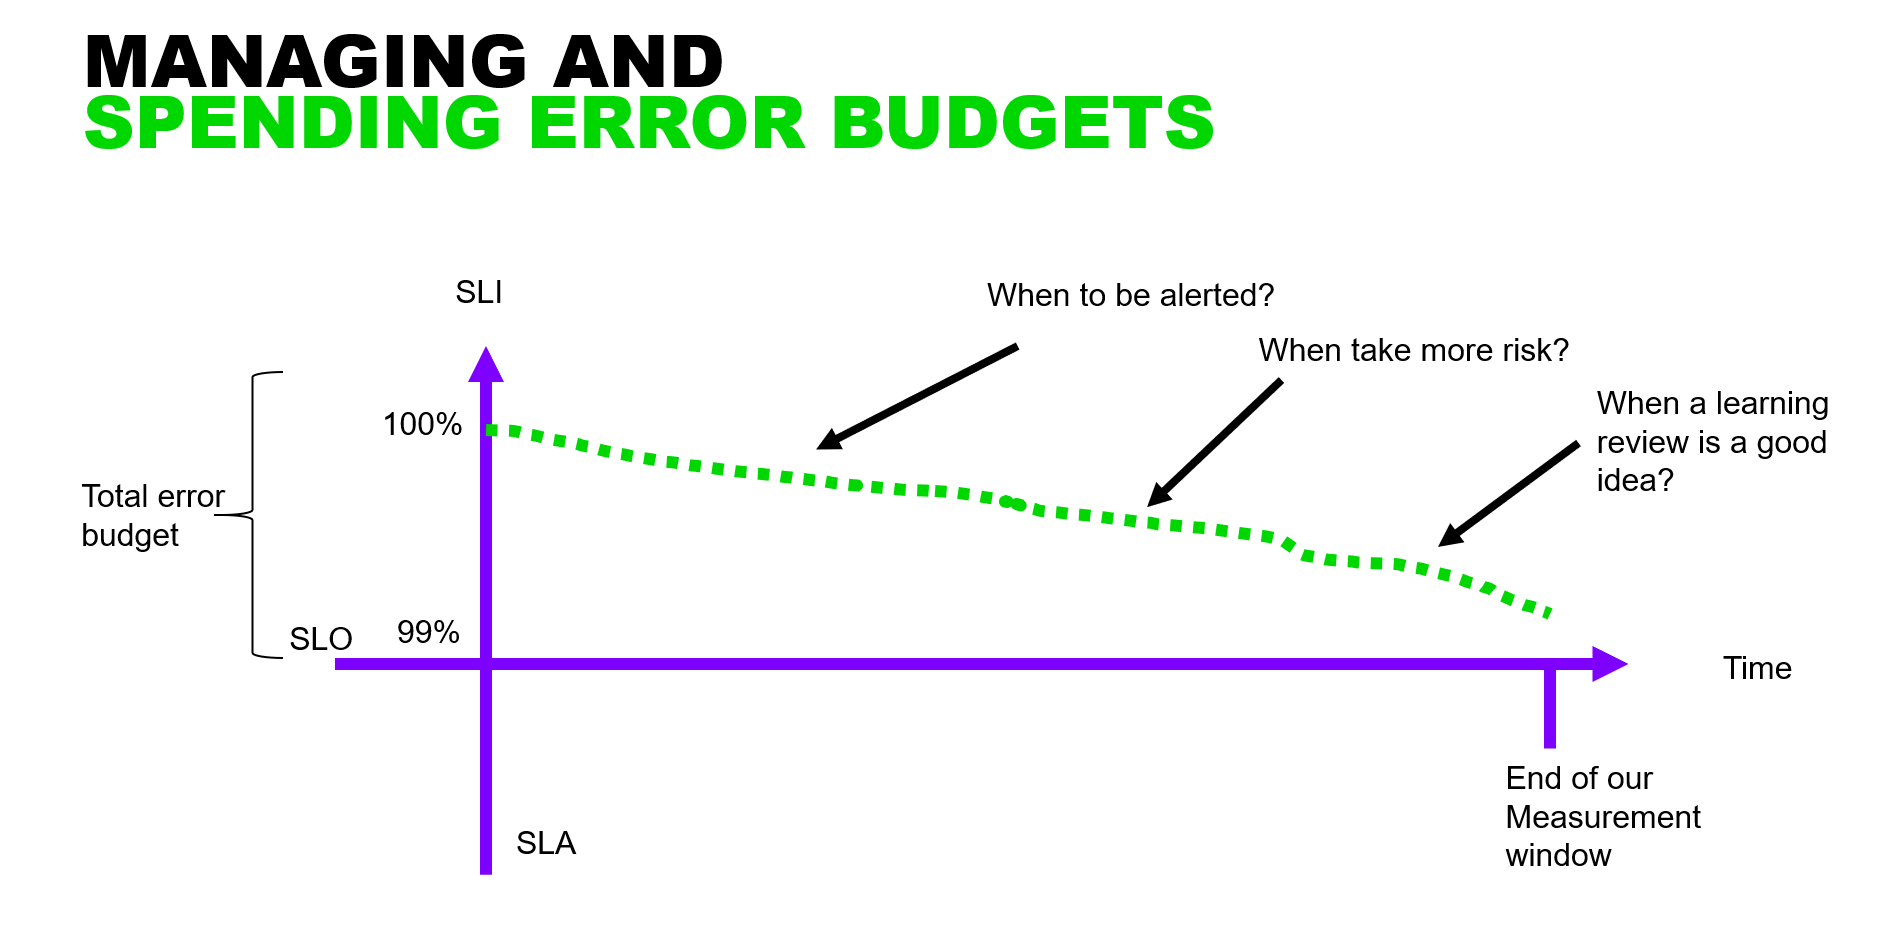 MANAGING AND
SPENDING ERROR BUDGETS
SLI
When to be alerted?
When take more risk?
When a learning
review is a good
idea?
100%
Total error
budget
SLO
99%
Time
End of our
Measurement
window
SLA